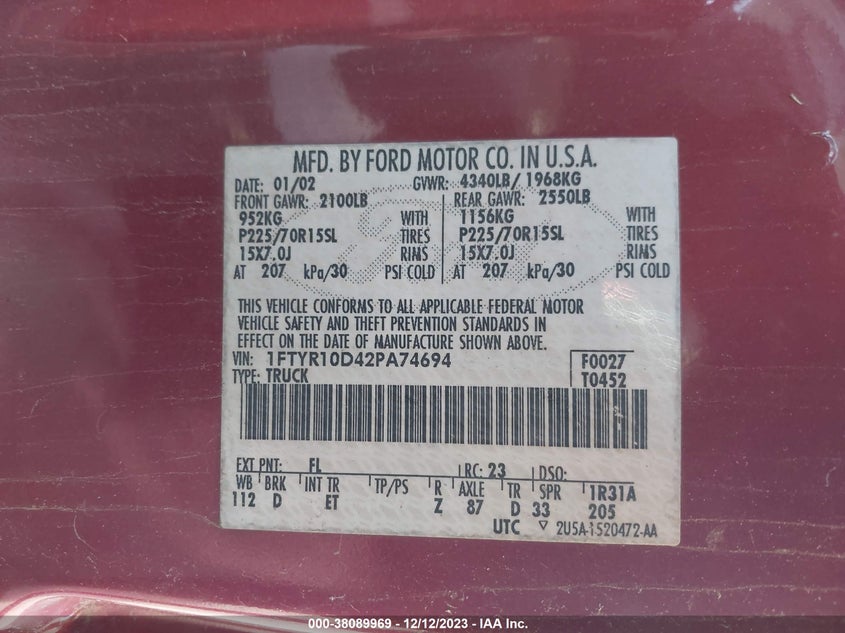 MFD. BY FORD MOTOR CO. IN U.S.A.
DATE: 01/02 GVWR: 4340LB/ 1968KG
FRONT GAWR: 2100LB REAR GAWR: 2550LB
952KG WITH 1156KG WITH
P225/70R15SL TIRES P225/70R15SL TIRES
15X7.0J RIMS 15X7.0J RIMS
AT 207 kPa/30 PSI COLD AT 207 kPa/30 PSI COLD
THIS VEHICLE CONFORMS TO ALL APPLICABLE FEDERAL MOTOR
VEHICLE SAFETY AND THEFT PREVENTION STANDARDS IN
EFFECT ON THE DATE OF MANUFACTURE SHOWN ABOVE.
VIN: 1FTYR10D42PA74694 F0027
TYPE: TRUCK T0452
EXT PNT: FL RC: 23 DSO:
WB BRK INT TR TP/PS R AXLE TR SPR 1R31A
112 D ET Z 87 D 33 205
UTC ▽ 2U5A-1520472-AA
000-38089969 - 12/12/2023 - IAA Inc.